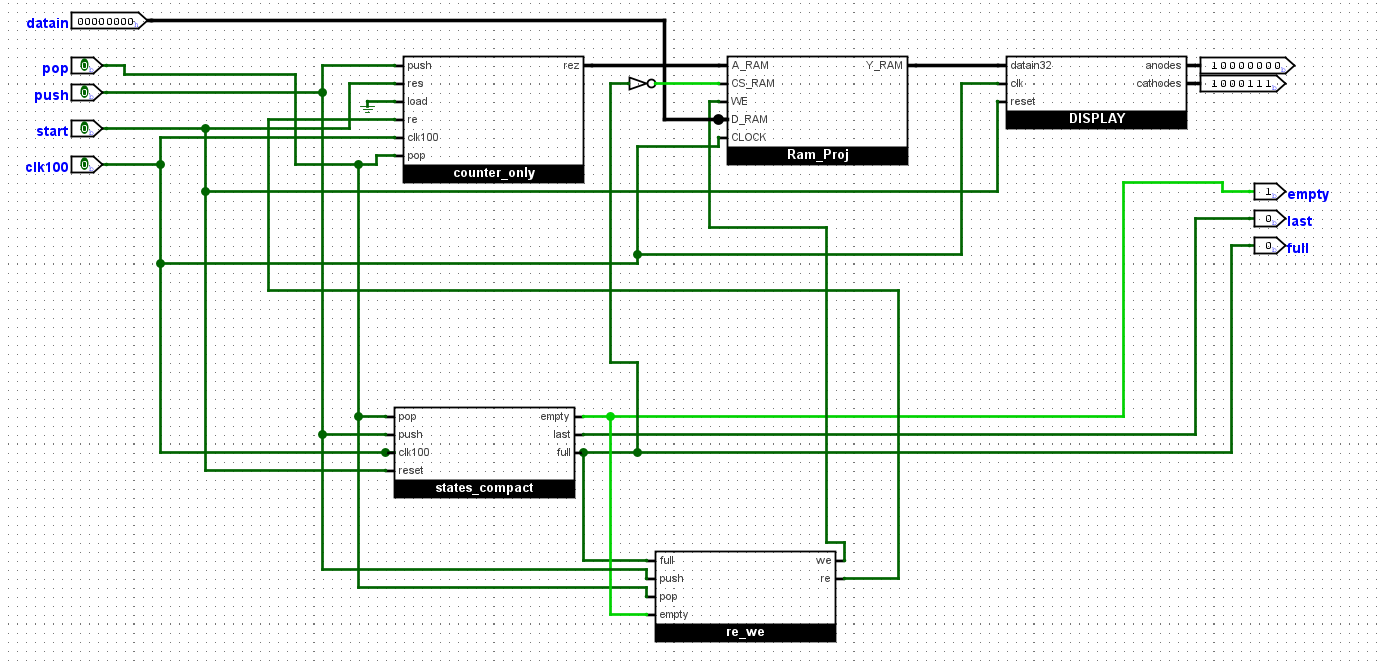 datain 00000000
pop 0
push 0
start 0
clk100 0
push rez
res
load
re
clk100
pop
counter_only
A_RAM Y_RAM
CS_RAM
WE
D_RAM
CLOCK
Ram_Proj
datain32 anodes
clk cathodes
reset
DISPLAY
10000000
1000111
1 empty
0 last
0 full
pop empty
push last
clk100 full
reset
states_compact
full we
push re
pop
empty
re_we